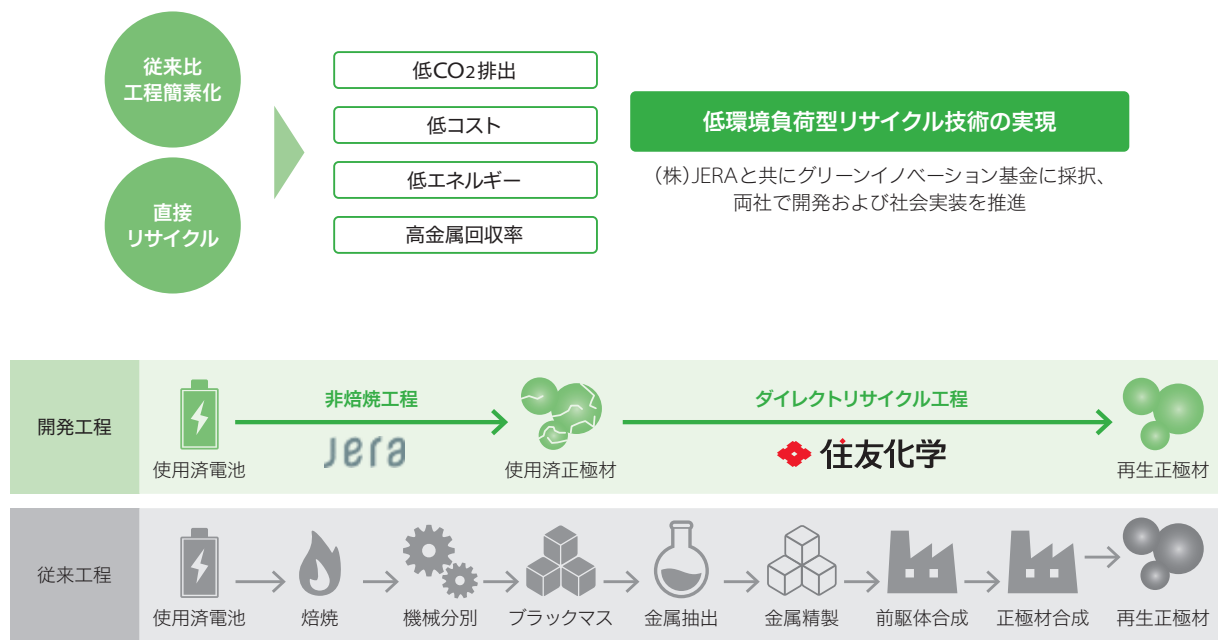 従来比
工程簡素化
直接
リサイクル
低CO2排出
低コスト
低エネルギー
高金属回収率
低環境負荷型リサイクル技術の実現
(株)JERAと共にグリーンイノベーション基金に採択、
両社で開発および社会実装を推進
開発工程
使用済電池
非焙焼工程
Jera
使用済正極材
ダイレクトリサイクル工程
住友化学
再生正極材
従来工程
使用済電池
焙焼
機械分別
ブラックマス
金属抽出
金属精製
前駆体合成
正極材合成
再生正極材